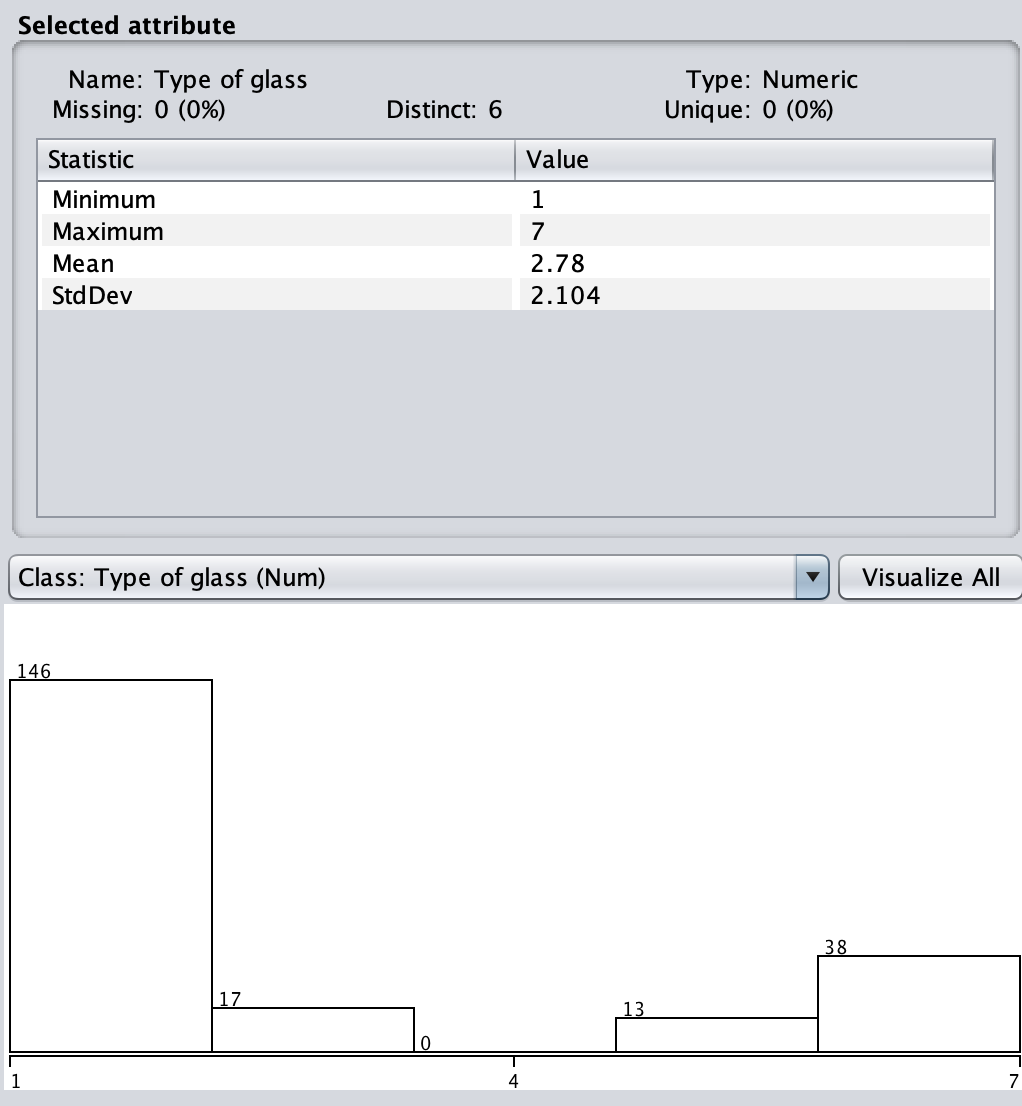 Selected attribute
Name: Type of glass Type: Numeric
Missing: 0 (0%) Distinct: 6 Unique: 0 (0%)
Statistic Value
Minimum 1
Maximum 7
Mean 2.78
StdDev 2.104
Class: Type of glass (Num) Visualize All
146
38
17
13
0
1 4 7